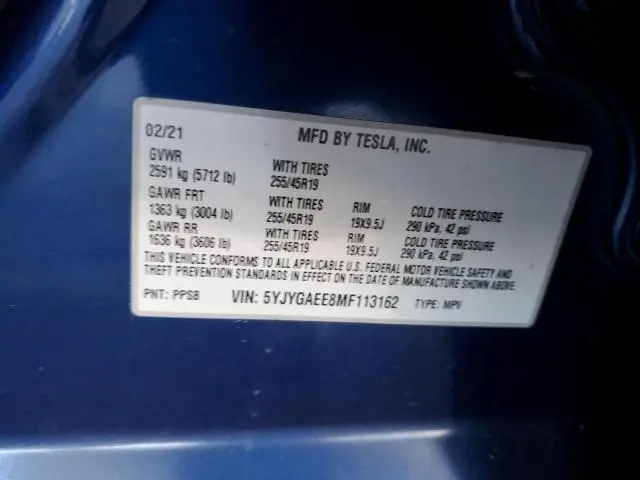 02/21 MFD BY TESLA, INC.
GVWR
2591 kg (5712 lb) WITH TIRES 255/45R19
GAWR FRT
1363 kg (3004 lb) WITH TIRES 255/45R19 RIM 19X9.5J COLD TIRE PRESSURE 290 kPa, 42 psi
GAWR RR
1636 kg (3606 lb) WITH TIRES 255/45R19 RIM 19X9.5J COLD TIRE PRESSURE 290 kPa, 42 psi
THIS VEHICLE CONFORMS TO ALL APPLICABLE U.S. FEDERAL MOTOR VEHICLE SAFETY AND
THEFT PREVENTION STANDARDS IN EFFECT ON THE DATE OF MANUFACTURE SHOWN ABOVE.
PNT: PPSB VIN: 5YJYGAEE8MF113162 TYPE: MPV